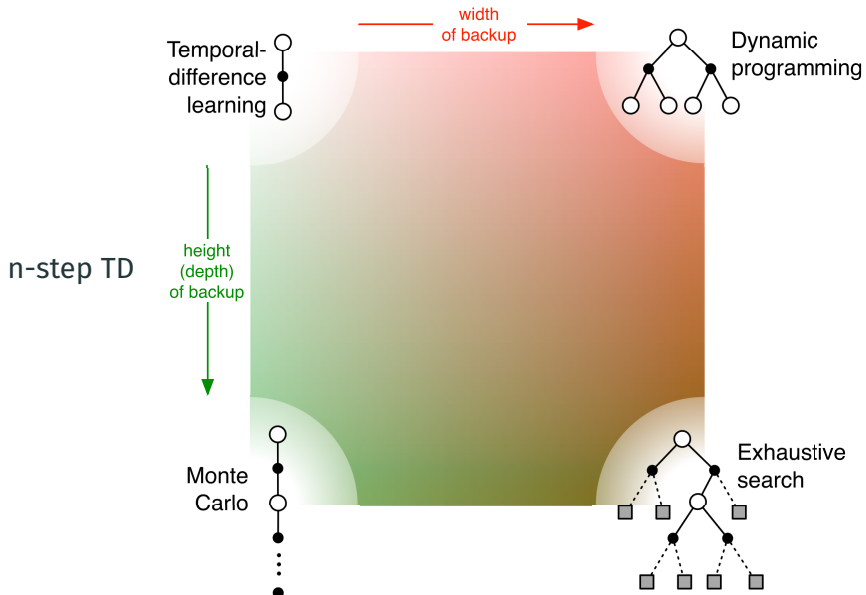 width
of backup
Temporal-
difference
learning
Dynamic
programming
n-step TD
height
(depth)
of backup
Monte
Carlo
Exhaustive
search